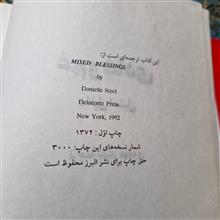 این کتاب ترجمه‌ای است از:
MIXED BLESSINGS
by
Danielle Steel
Delacorte Press
New York, 1992
چاپ اوّل : ۱۳۷۲
شمار نسخه‌های این چاپ: ۳۰۰۰
حق چاپ برای نشر البرز محفوظ است